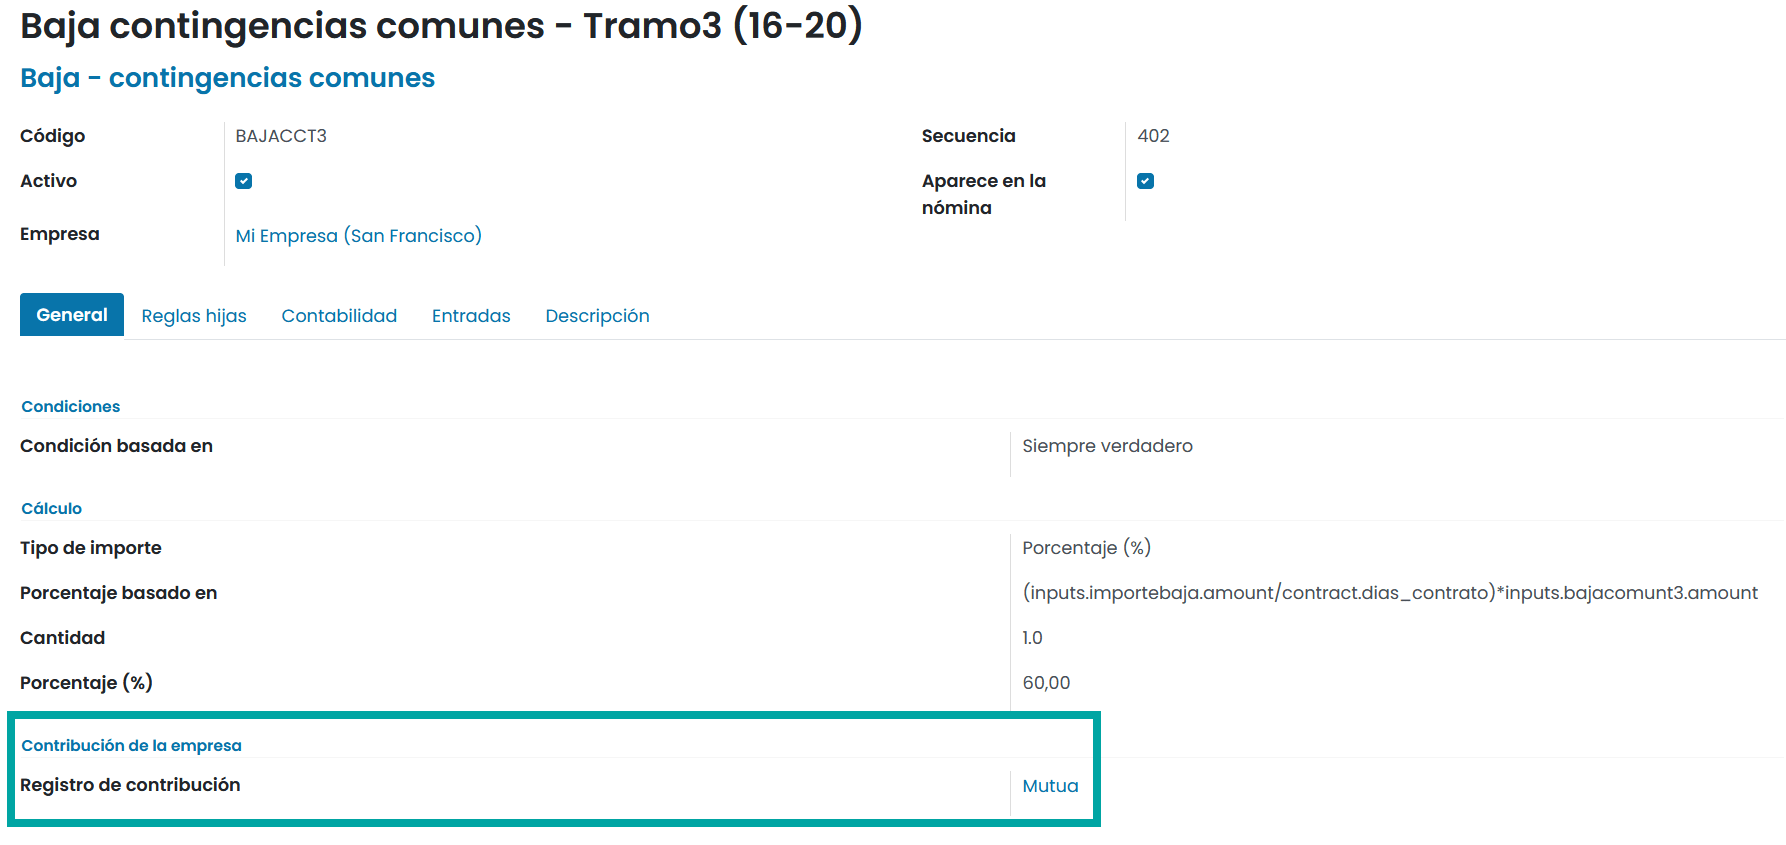 Baja contingencias comunes - Tramo3 (16-20)
Baja - contingencias comunes
Código BAJACCT3 Secuencia 402
Activo Aparece en la
nómina
Empresa Mi Empresa (San Francisco)
General Reglas hijas Contabilidad Entradas Descripción
Condiciones
Condición basada en Siempre verdadero
Cálculo
Tipo de importe Porcentaje (%)
Porcentaje basado en (inputs.importebaja.amount/contract.dias_contrato)*inputs.bajacomunt3.amount
Cantidad 1.0
Porcentaje (%) 60,00
Contribución de la empresa
Registro de contribución Mutua